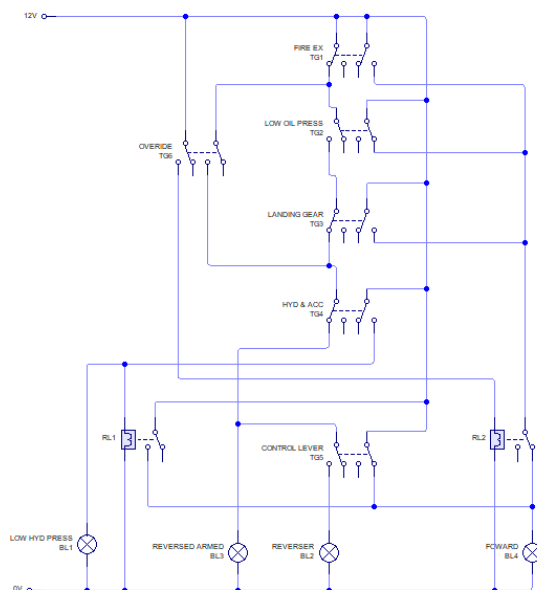 12V
FIRE EX
TG1
LOW OIL PRESS
TG2
OVERIDE
TG6
LANDING GEAR
TG3
HYD & ACC
TG4
RL1
RL2
CONTROL LEVER
TG5
LOW HYD PRESS
BL1
REVERSED ARMED
BL3
REVERSER
BL2
FOWARD
BL4
0V